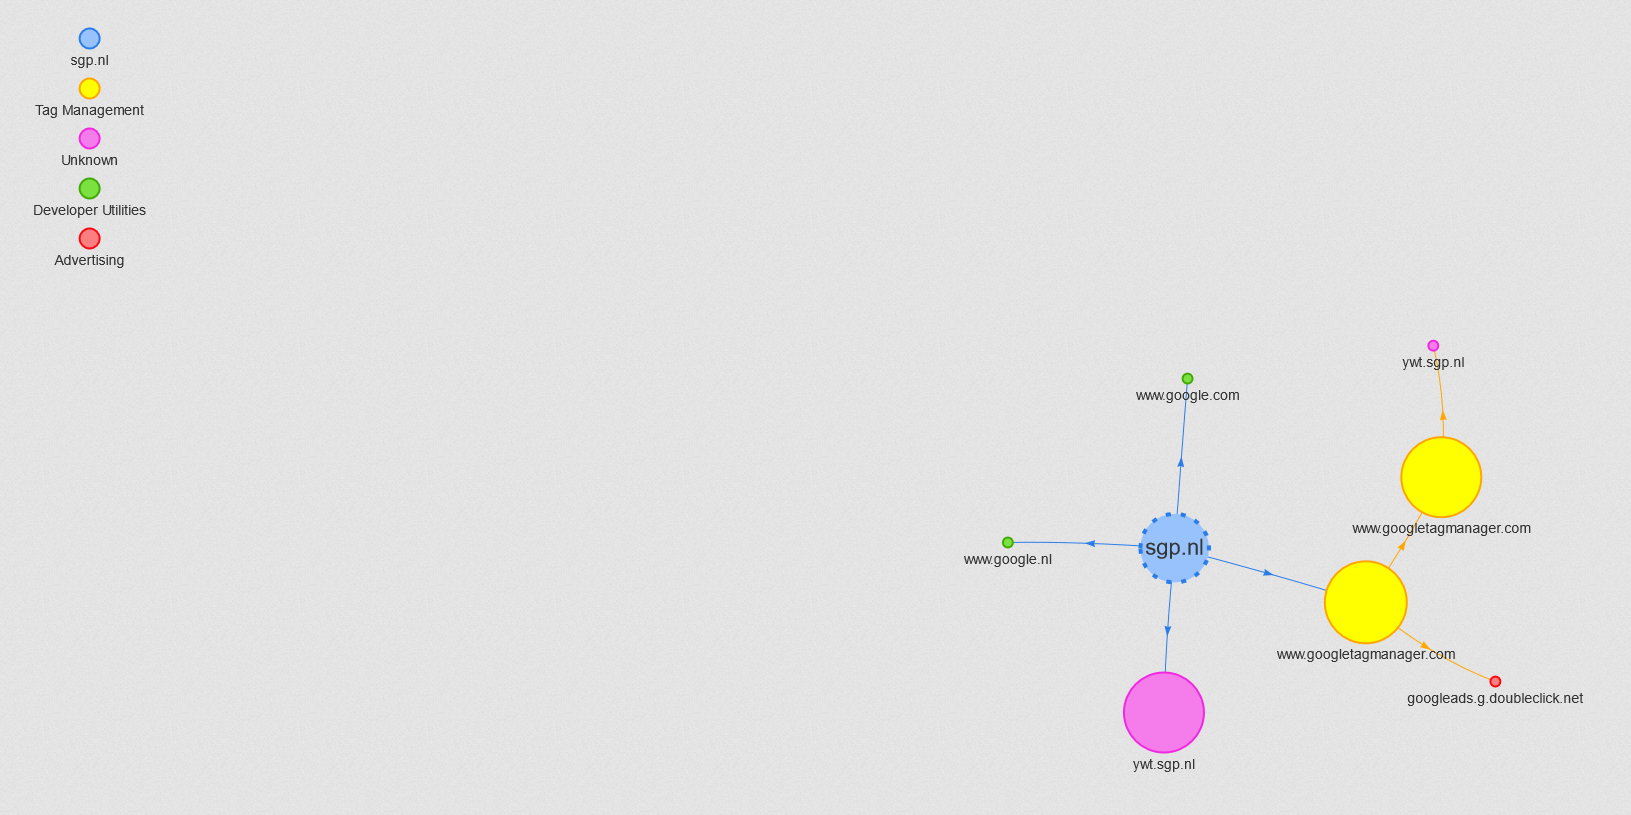 sgp.nl
Tag Management
Unknown
Developer Utilities
Advertising
ywt.sgp.nl
www.google.com
www.googletagmanager.com
sgp.nl
www.google.nl
www.googletagmanager.com
googleads.g.doubleclick.net
ywt.sgp.nl